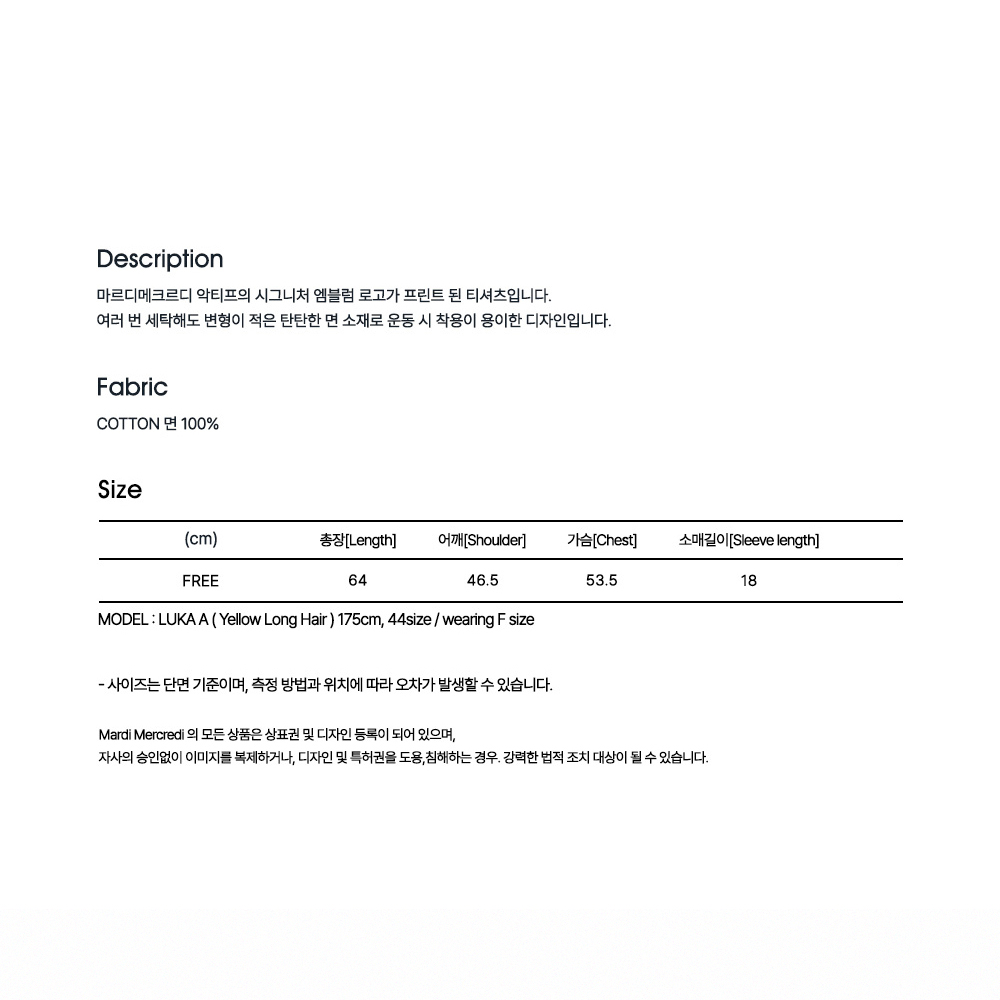 Description
마르디메크르디 악티프의 시그니처 엠블럼 로고가 프린트 된 티셔츠입니다.
여러 번 세탁해도 변형이 적은 탄탄한 면 소재로 운동 시 착용이 용이한 디자인입니다.
Fabric
COTTON 면 100%
Size
(cm) 총장[Length] 어깨[Shoulder] 가슴[Chest] 소매길이[Sleeve length]
FREE 64 46.5 53.5 18
MODEL : LUKA A ( Yellow Long Hair ) 175cm, 44size / wearing F size
- 사이즈는 단면 기준이며, 측정 방법과 위치에 따라 오차가 발생할 수 있습니다.
Mardi Mercredi 의 모든 상품은 상표권 및 디자인 등록이 되어 있으며,
자사의 승인없이 이미지를 복제하거나, 디자인 및 특허권을 도용,침해하는 경우. 강력한 법적 조치 대상이 될 수 있습니다.